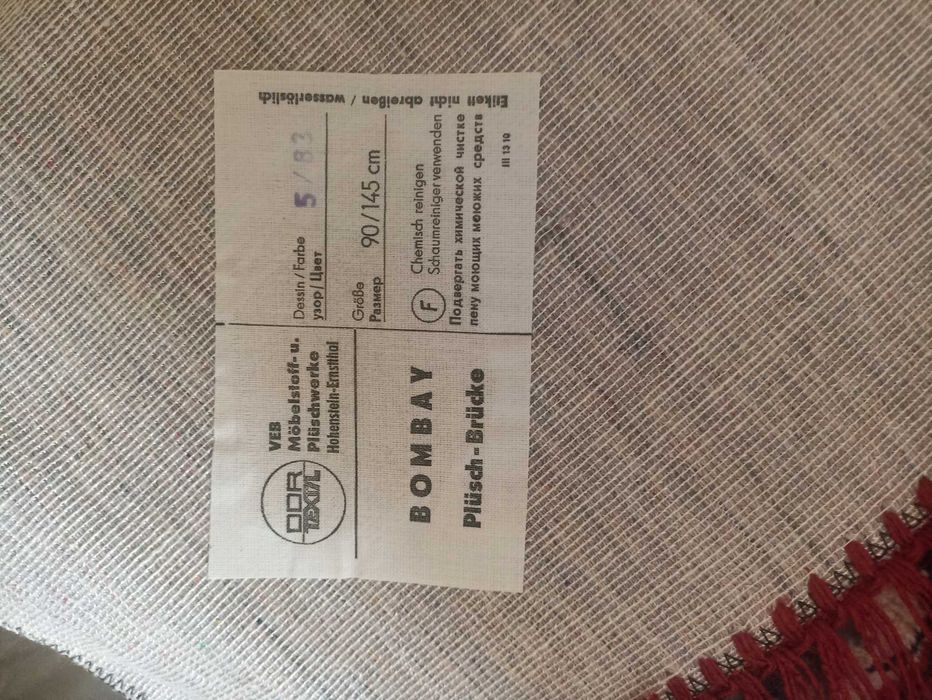 DDR
TEXTIL
VEB
Möbelstoff- u.
Plüschwerke
Hohenstein-Ernstthal
BOMBAY
Plüsch-Brücke
Dessin / Farbe
узор / Цвет
5 / 83
Größe
Размер
90/145 cm
F
Chemisch reinigen
Schaumreiniger verwenden
Подвергать химической чистке
пену моющих моюжих средств
III 13 10
Etikett nicht abreißen / wasserlöslich